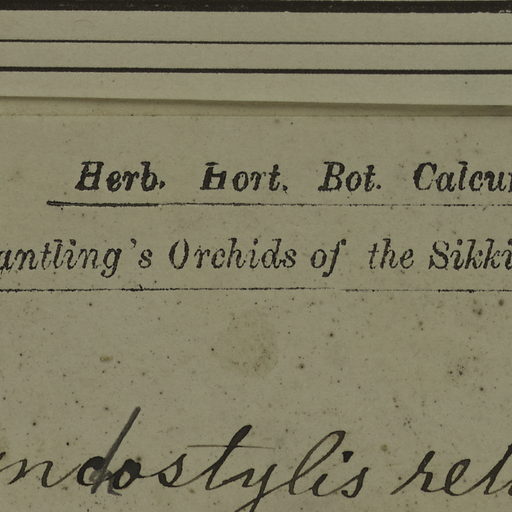 Herb. Hort. Bot. Calcu
antling's Orchids of the Sikki
ndostylis ret